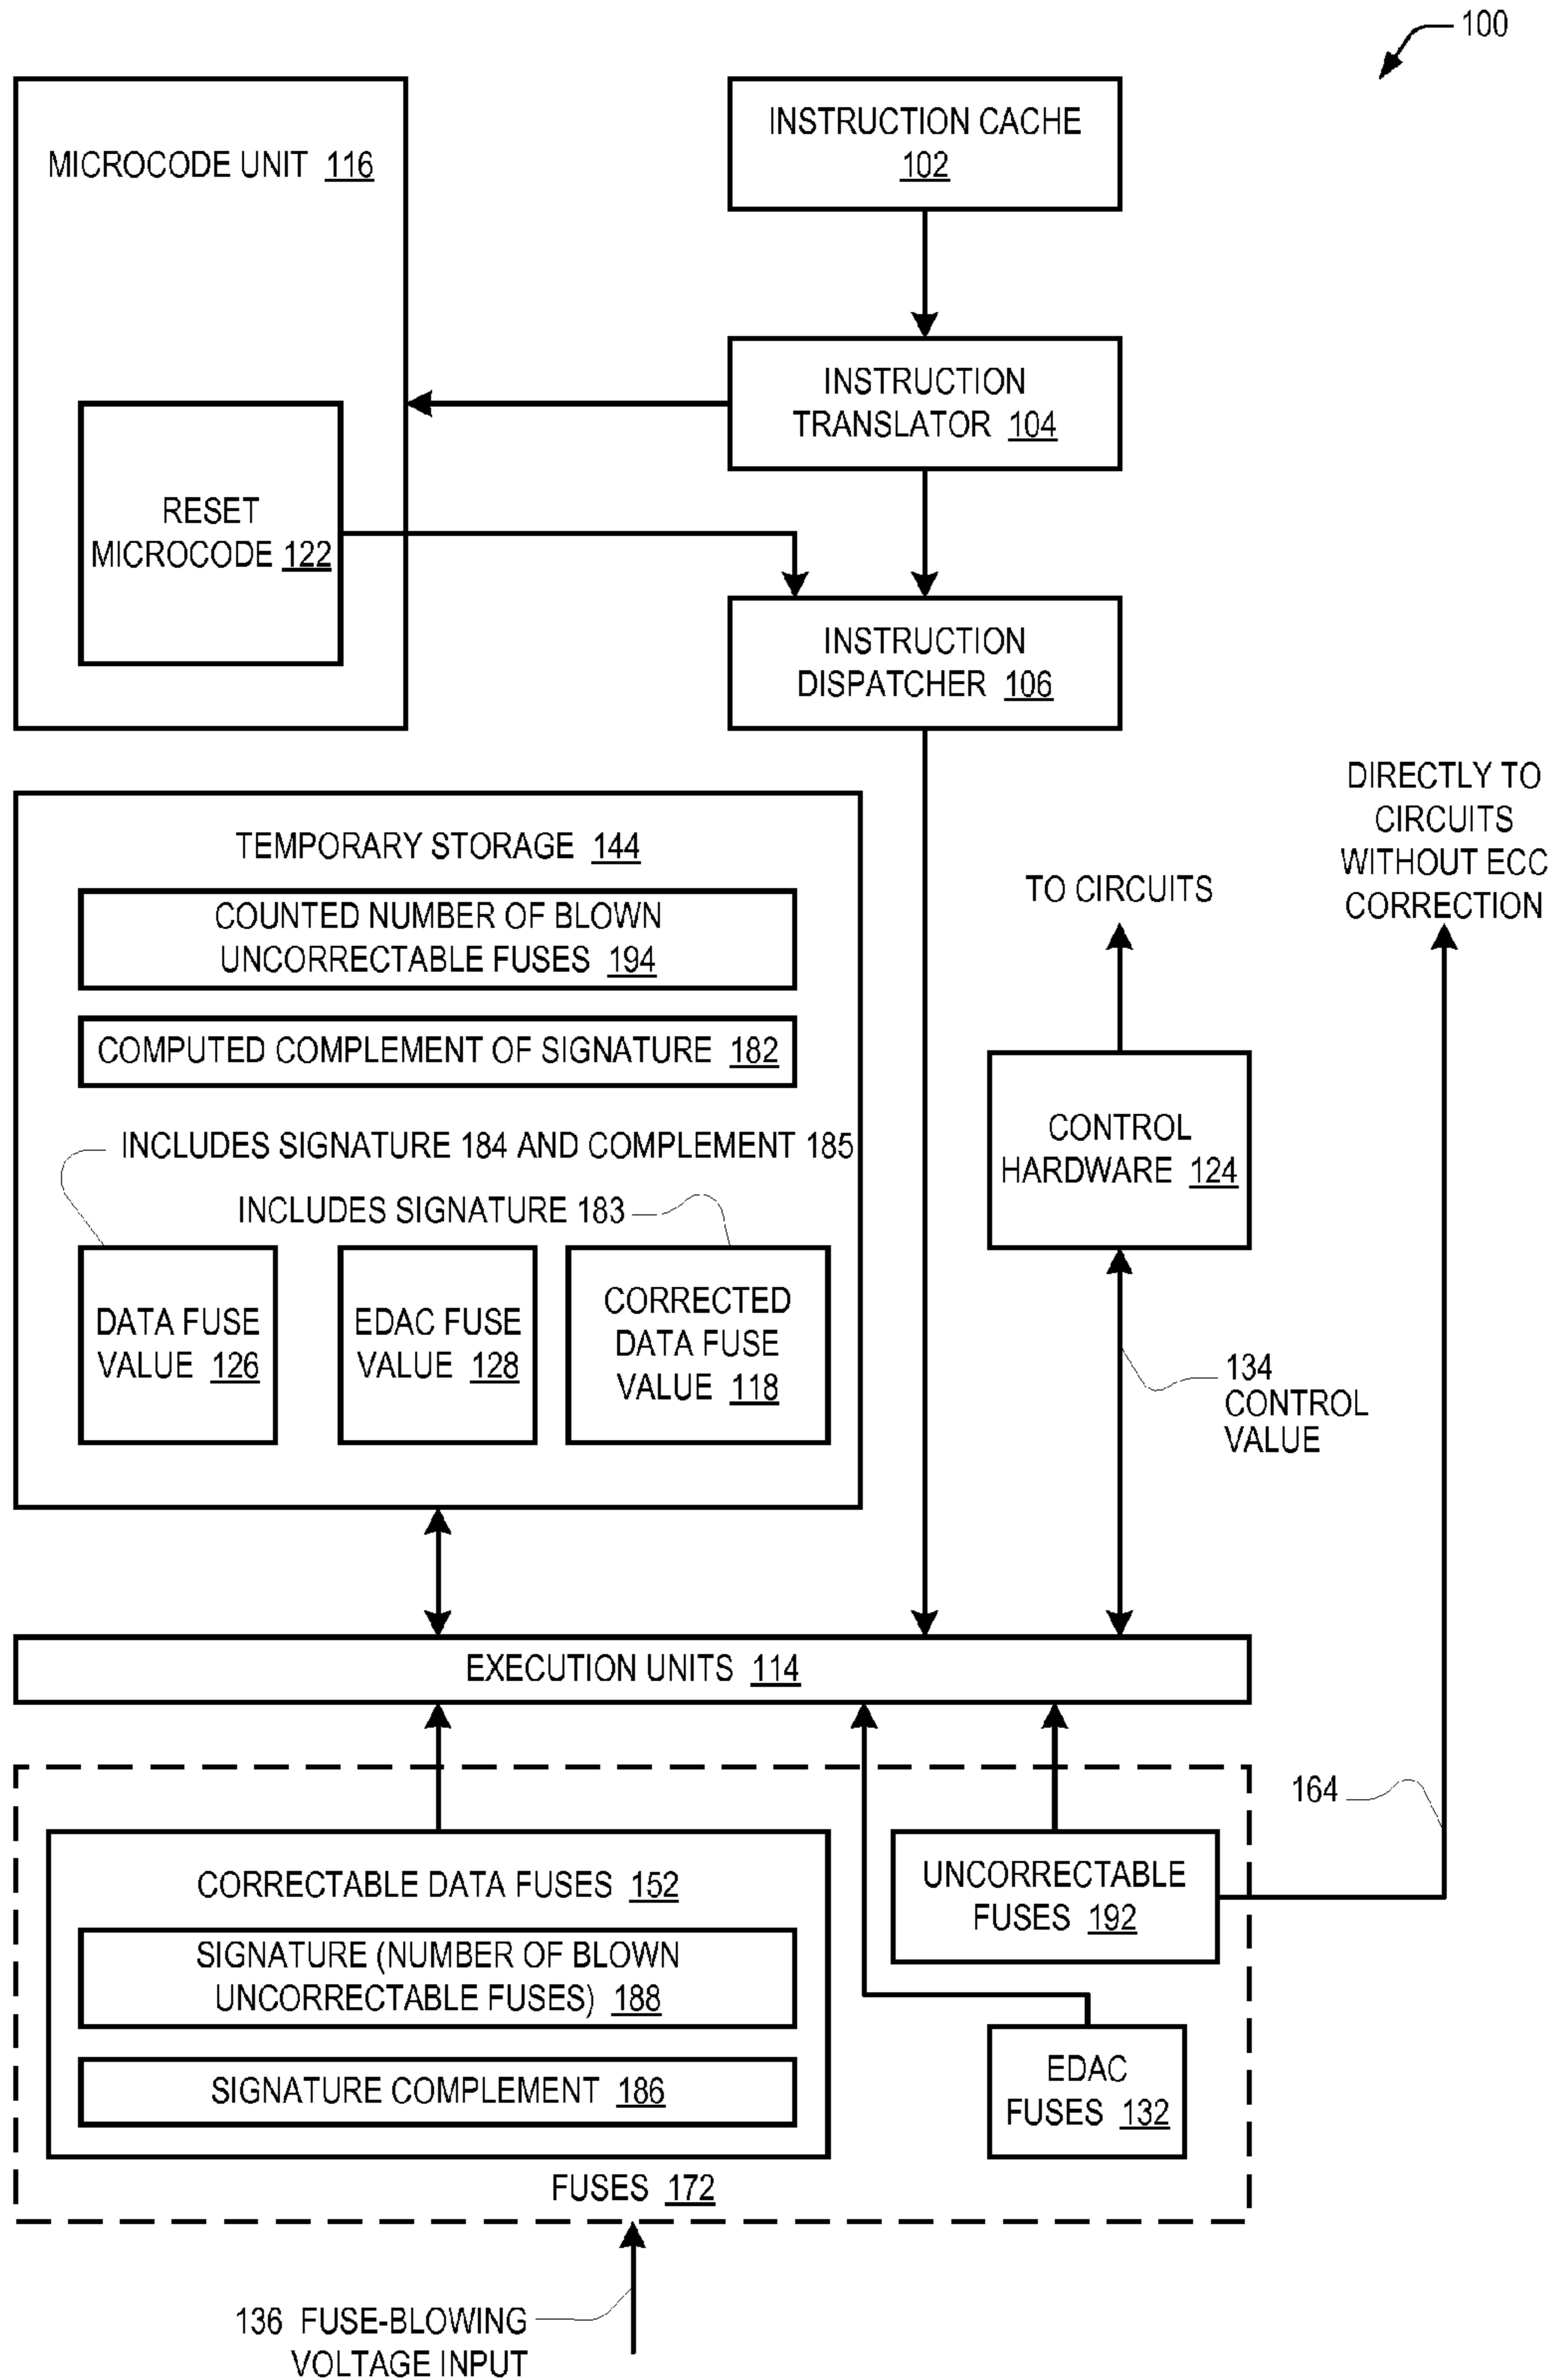 100
INSTRUCTION CACHE
102
MICROCODE UNIT 116
INSTRUCTION
TRANSLATOR 104
RESET
MICROCODE 122
INSTRUCTION
DISPATCHER 106
DIRECTLY TO
CIRCUITS
WITHOUT ECC
CORRECTION
TEMPORARY STORAGE 144
COUNTED NUMBER OF BLOWN
UNCORRECTABLE FUSES 194
COMPUTED COMPLEMENT OF SIGNATURE 182
INCLUDES SIGNATURE 184 AND COMPLEMENT 185
INCLUDES SIGNATURE 183
DATA FUSE
VALUE 126
EDAC FUSE
VALUE 128
CORRECTED
DATA FUSE
VALUE 118
TO CIRCUITS
CONTROL
HARDWARE 124
134
CONTROL
VALUE
EXECUTION UNITS 114
164
CORRECTABLE DATA FUSES 152
SIGNATURE (NUMBER OF BLOWN
UNCORRECTABLE FUSES) 188
SIGNATURE COMPLEMENT 186
UNCORRECTABLE
FUSES 192
EDAC
FUSES 132
FUSES 172
136 FUSE-BLOWING
VOLTAGE INPUT